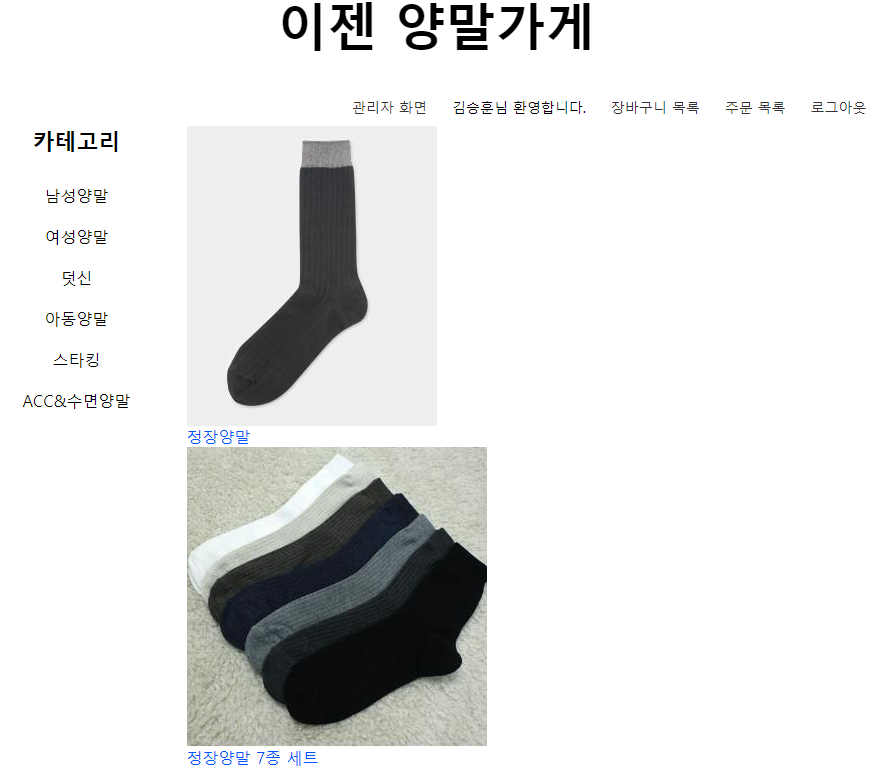 이젠 양말가게
관리자 화면 김승훈님 환영합니다. 장바구니 목록 주문 목록 로그아웃
카테고리
남성양말
여성양말
덧신
아동양말
스타킹
ACC&수면양말
정장양말
정장양말 7종 세트